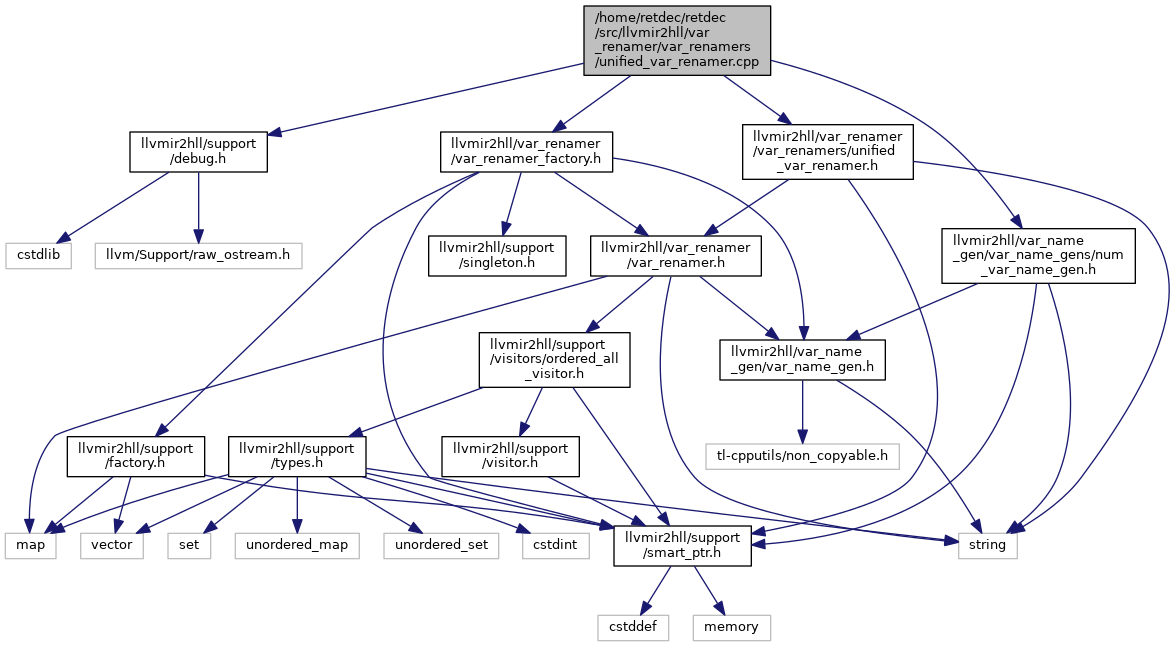 /home/retdec/retdec
/src/llvmir2hll/var
_renamer/var_renamers
/unified_var_renamer.cpp
llvmir2hll/support
/debug.h
llvmir2hll/var_renamer
/var_renamer_factory.h
llvmir2hll/var_renamer
/var_renamers/unified
_var_renamer.h
cstdlib
llvm/Support/raw_ostream.h
llvmir2hll/support
/singleton.h
llvmir2hll/var_renamer
/var_renamer.h
llvmir2hll/var_name
_gen/var_name_gens/num
_var_name_gen.h
llvmir2hll/support
/visitors/ordered_all
_visitor.h
llvmir2hll/var_name
_gen/var_name_gen.h
llvmir2hll/support
/factory.h
llvmir2hll/support
/types.h
llvmir2hll/support
/visitor.h
tl-cpputils/non_copyable.h
map
vector
set
unordered_map
unordered_set
cstdint
llvmir2hll/support
/smart_ptr.h
string
cstddef
memory